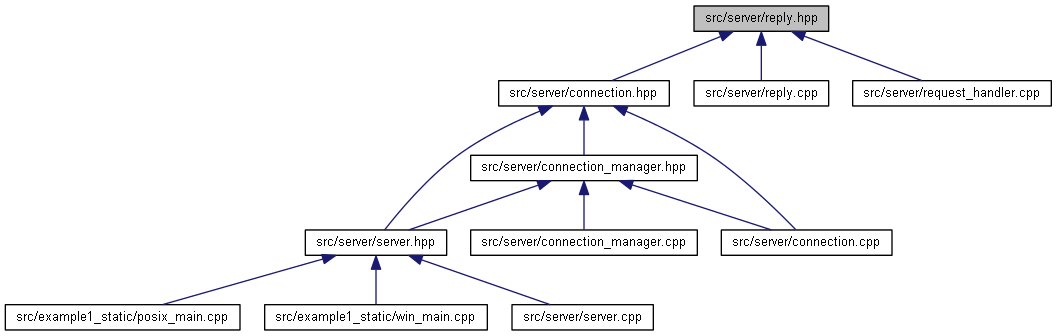 src/server/reply.hpp
src/server/connection.hpp
src/server/reply.cpp
src/server/request_handler.cpp
src/server/connection_manager.hpp
src/server/server.hpp
src/server/connection_manager.cpp
src/server/connection.cpp
src/example1_static/posix_main.cpp
src/example1_static/win_main.cpp
src/server/server.cpp